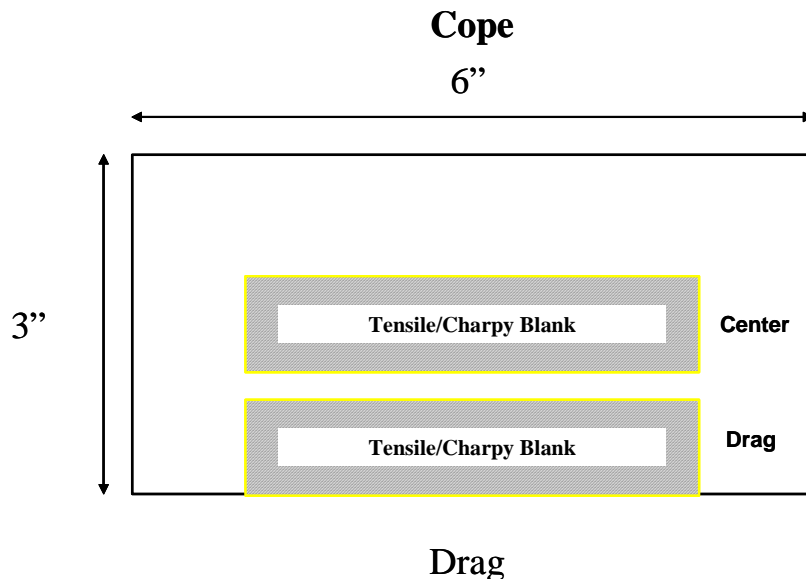 Cope
6”
3”
Tensile/Charpy Blank
Center
Tensile/Charpy Blank
Drag
Drag